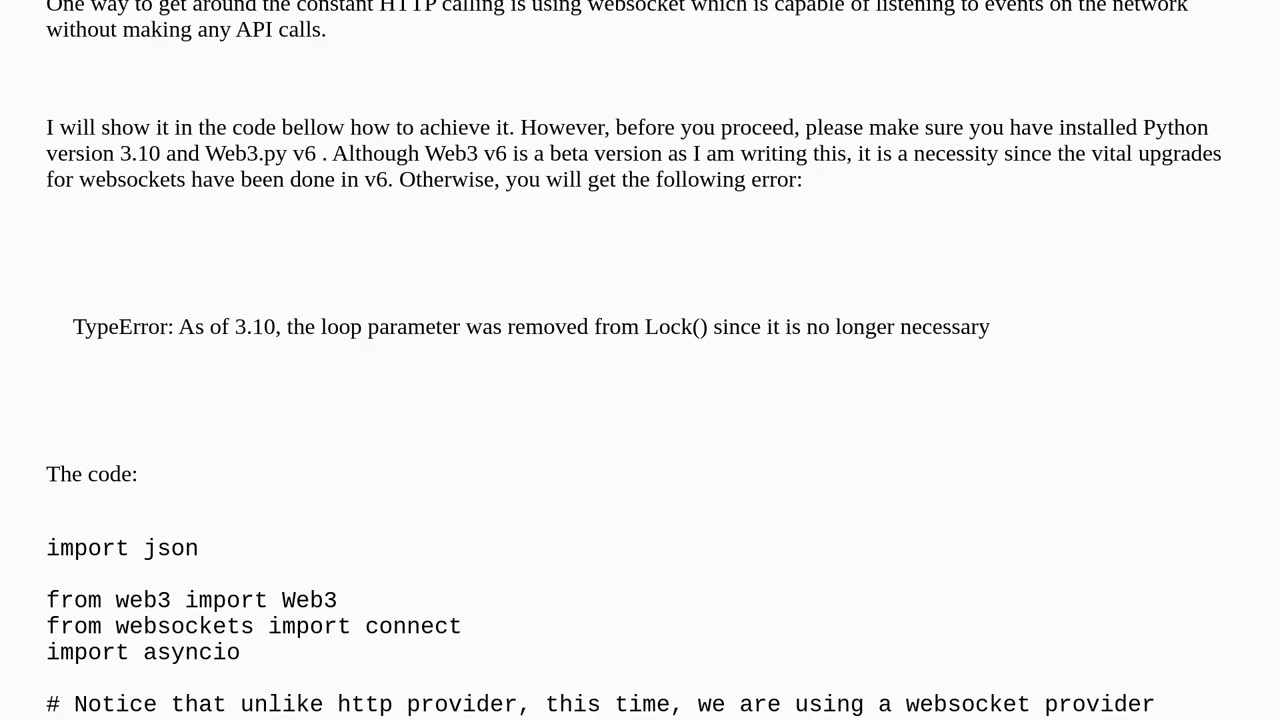 One way to get around the constant HTTP calling is using websocket which is capable of listening to events on the network
without making any API calls.
I will show it in the code bellow how to achieve it. However, before you proceed, please make sure you have installed Python
version 3.10 and Web3.py v6 . Although Web3 v6 is a beta version as I am writing this, it is a necessity since the vital upgrades
for websockets have been done in v6. Otherwise, you will get the following error:
TypeError: As of 3.10, the loop parameter was removed from Lock() since it is no longer necessary
The code:
import json
from web3 import Web3
from websockets import connect
import asyncio
# Notice that unlike http provider, this time, we are using a websocket provider